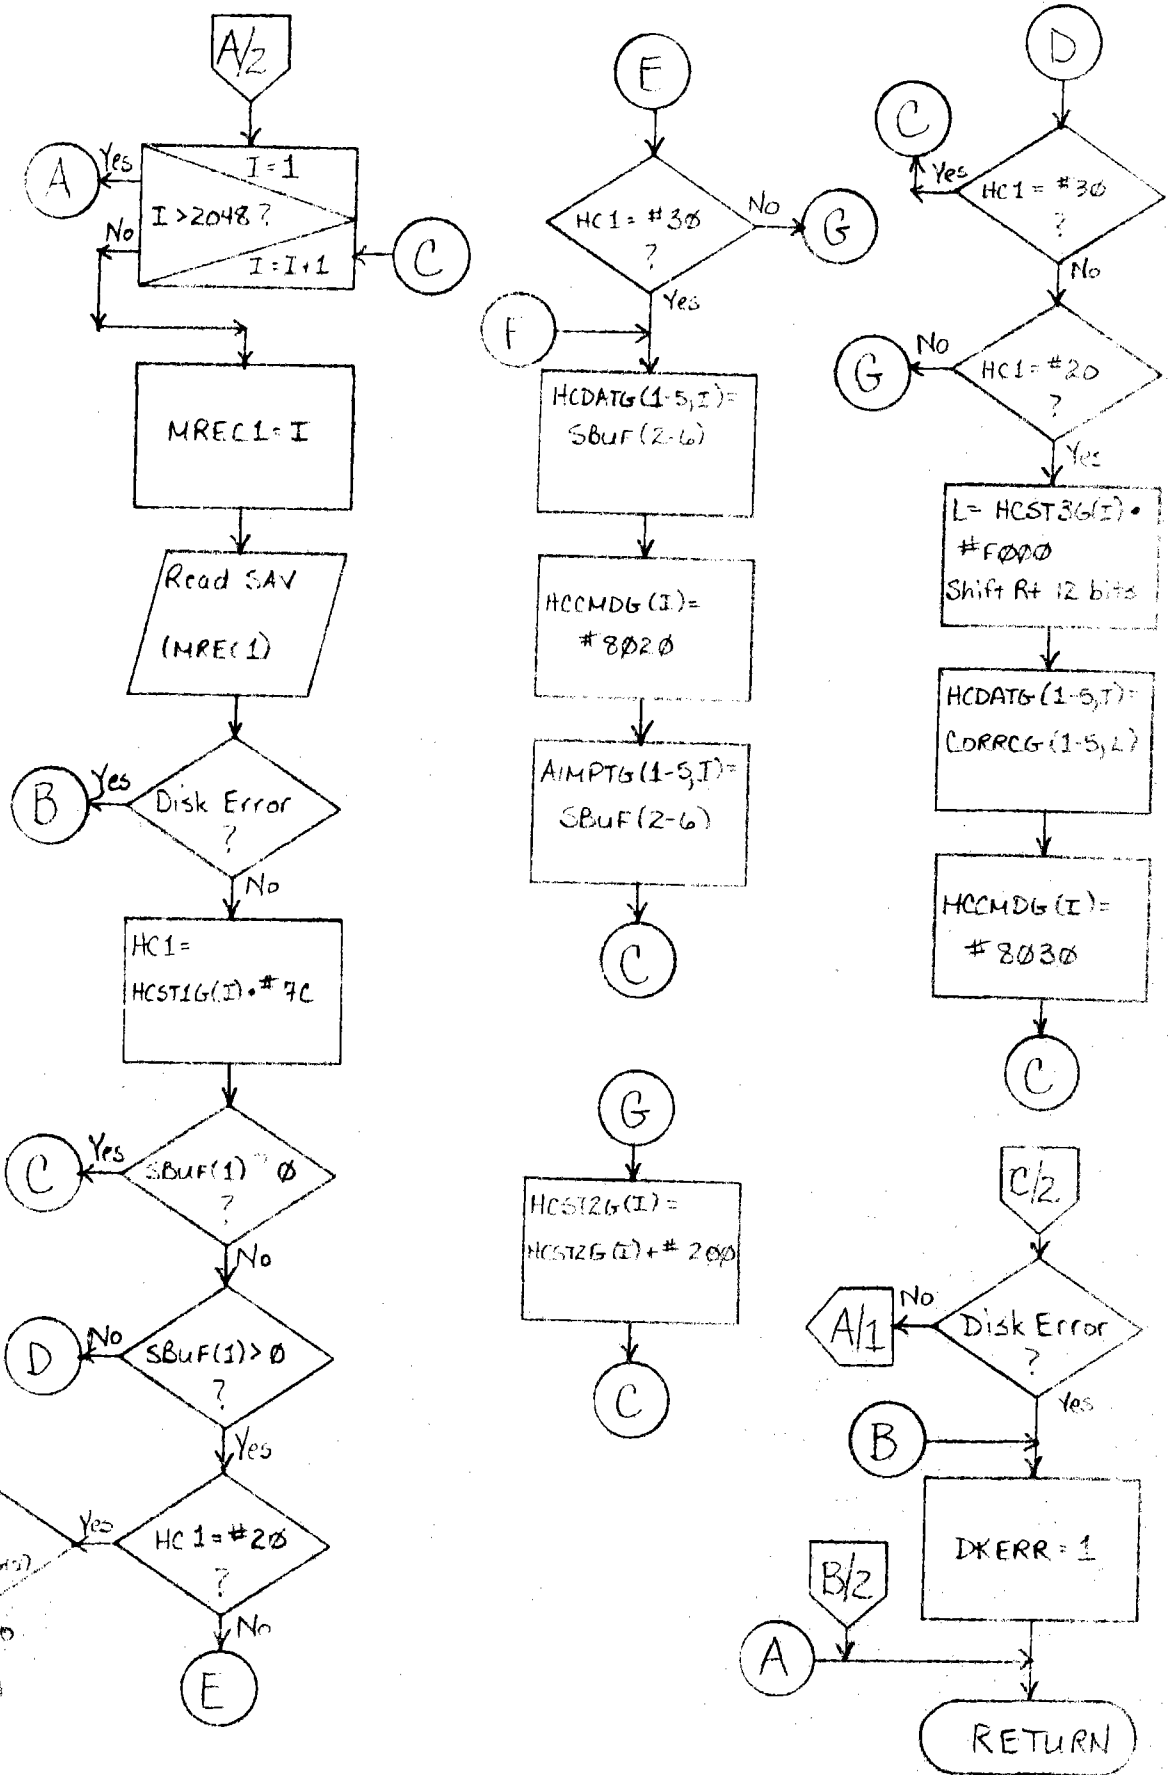 A/2
I=1
A
Yes
I>2048?
No
I=I+1
C
MREC1=I
Read SAV
(MREC1)
B
Yes
Disk Error
?
No
HC1=
HCST1G(I)•#7C
C
Yes
SBUF(1)=Ø
?
No
D
No
SBUF(1)>Ø
?
Yes
Yes
HC1=#2Ø
?
No
E
E
HC1=#3Ø
?
No
G
Yes
F
HCDATG(1-5,I)=
SBUF(2-6)
HCCMDG(I)=
#8Ø2Ø
AIMPTG(1-5,I)=
SBUF(2-6)
C
G
HCST2G(I)=
HCST2G(I)+#2ØØ
C
D
C
Yes
HC1=#3Ø
?
No
G
No
HC1=#20
?
Yes
L=HCST3G(I)•
#FØØØ
Shift Rt 12 bits
HCDATG(1-5,I)=
CORRCG(1-5,L)
HCCMDG(I)=
#8Ø3Ø
C
C/2
A/1
No
Disk Error
?
Yes
B
DKERR=1
B/2
A
RETURN